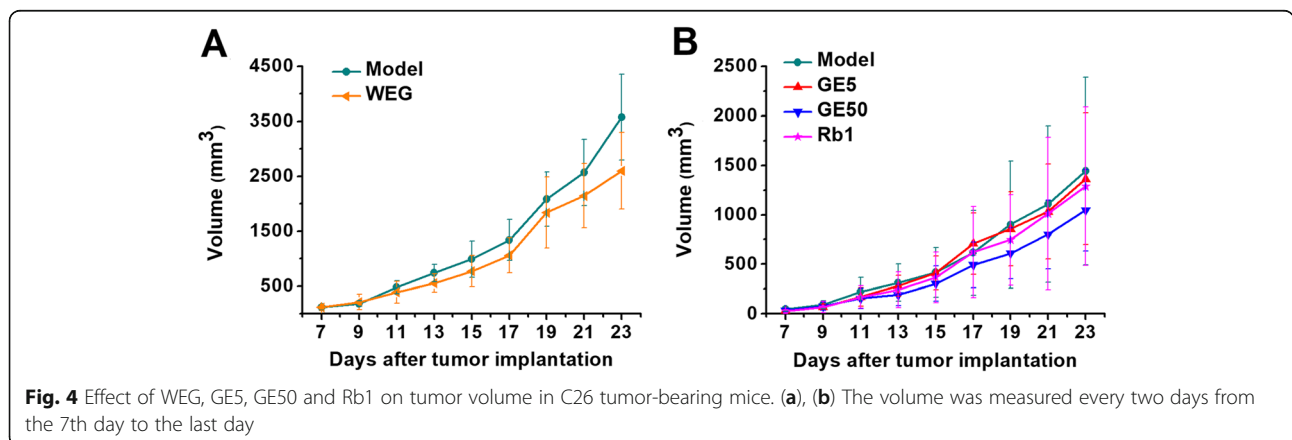 A
4500
3500
2500
1500
500
Volume (mm³)
Model
WEG
7 9 11 13 15 17 19 21 23
Days after tumor implantation
B
2500
2000
1500
1000
500
0
Volume (mm³)
Model
GE5
GE50
Rb1
7 9 11 13 15 17 19 21 23
Days after tumor implantation
Fig. 4 Effect of WEG, GE5, GE50 and Rb1 on tumor volume in C26 tumor-bearing mice. (a), (b) The volume was measured every two days from
the 7th day to the last day